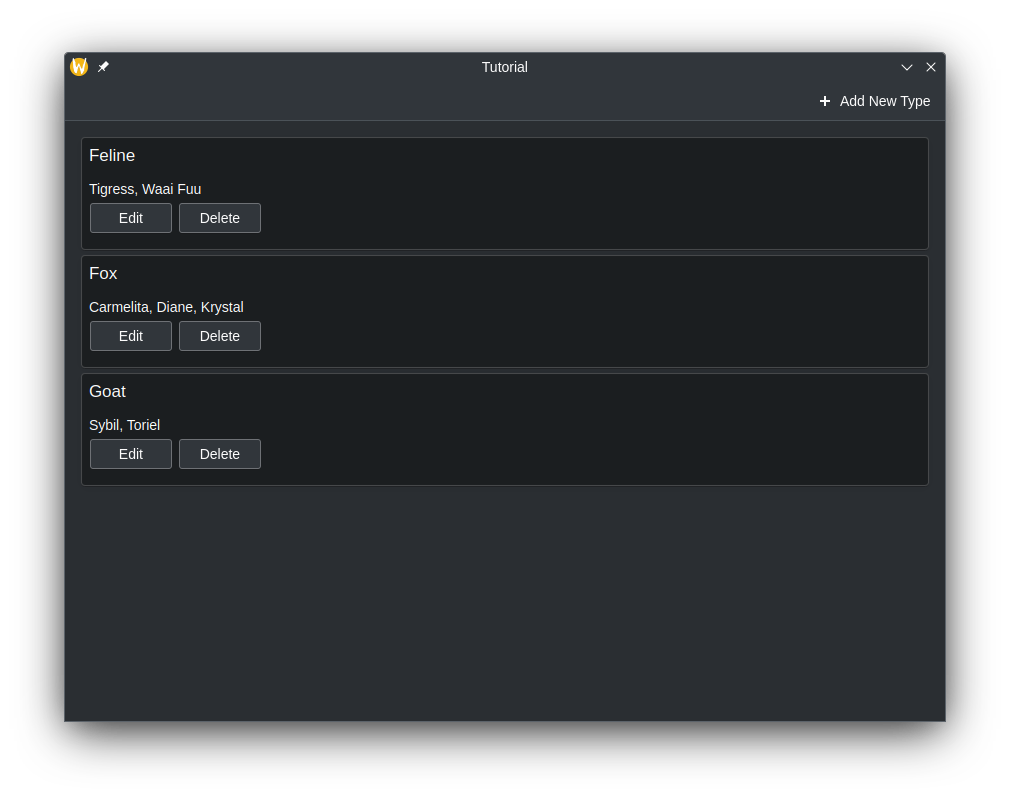 Tutorial
+ Add New Type
Feline
Tigress, Waai Fuu
Edit Delete
Fox
Carmelita, Diane, Krystal
Edit Delete
Goat
Sybil, Toriel
Edit Delete